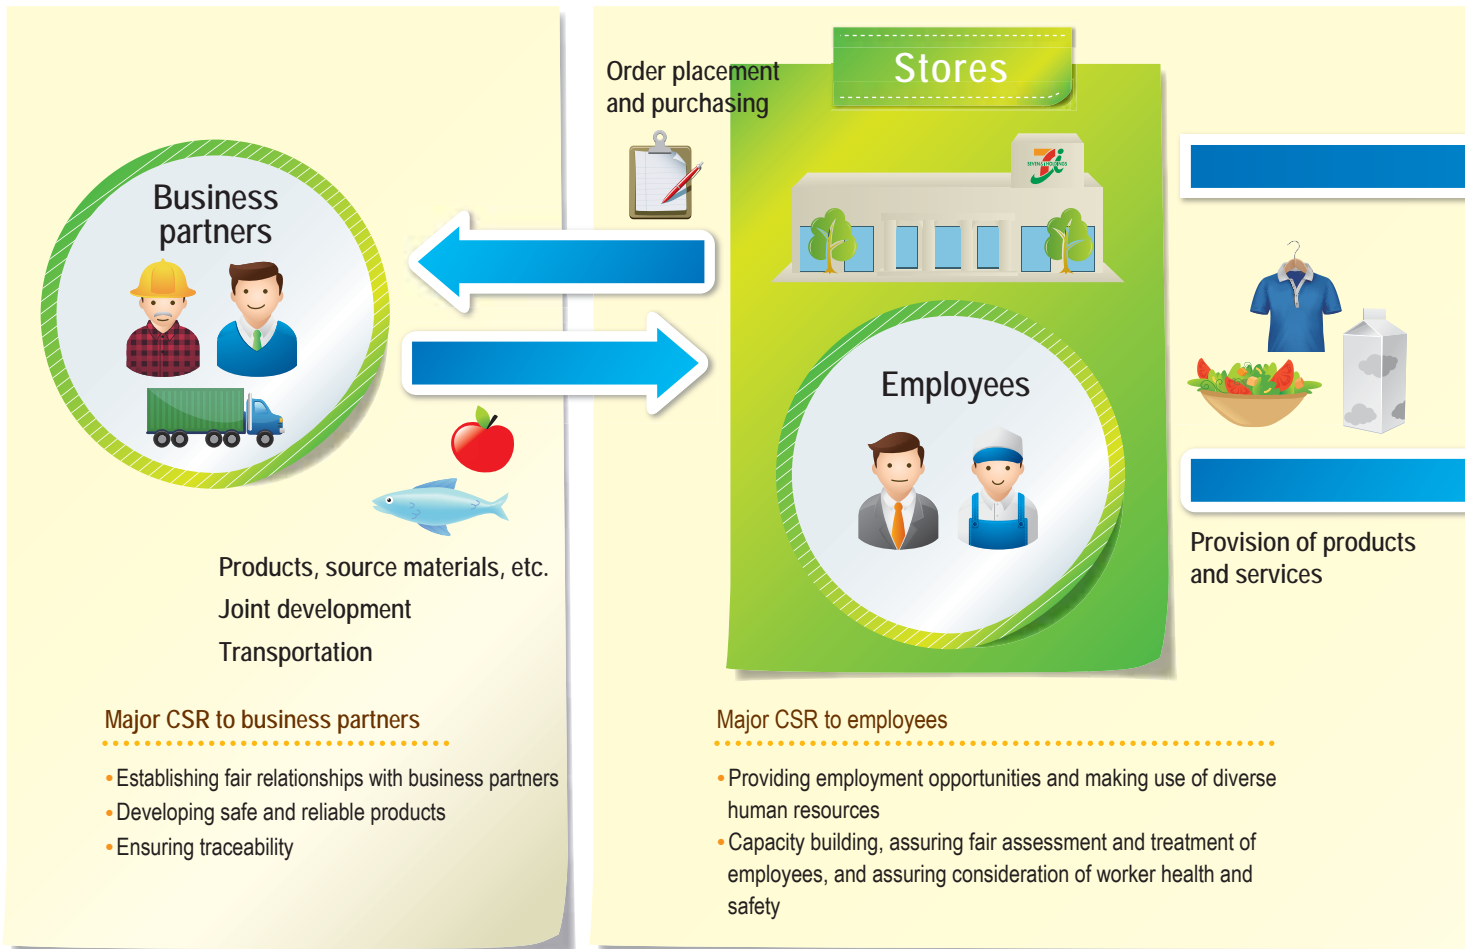 Business
partners
Products, source materials, etc.
Joint development
Transportation
Major CSR to business partners
• Establishing fair relationships with business partners
• Developing safe and reliable products
• Ensuring traceability
Order placement
and purchasing
Stores
SEVEN & i HOLDINGS
Employees
Provision of products
and services
Major CSR to employees
• Providing employment opportunities and making use of diverse
human resources
• Capacity building, assuring fair assessment and treatment of
employees, and assuring consideration of worker health and
safety